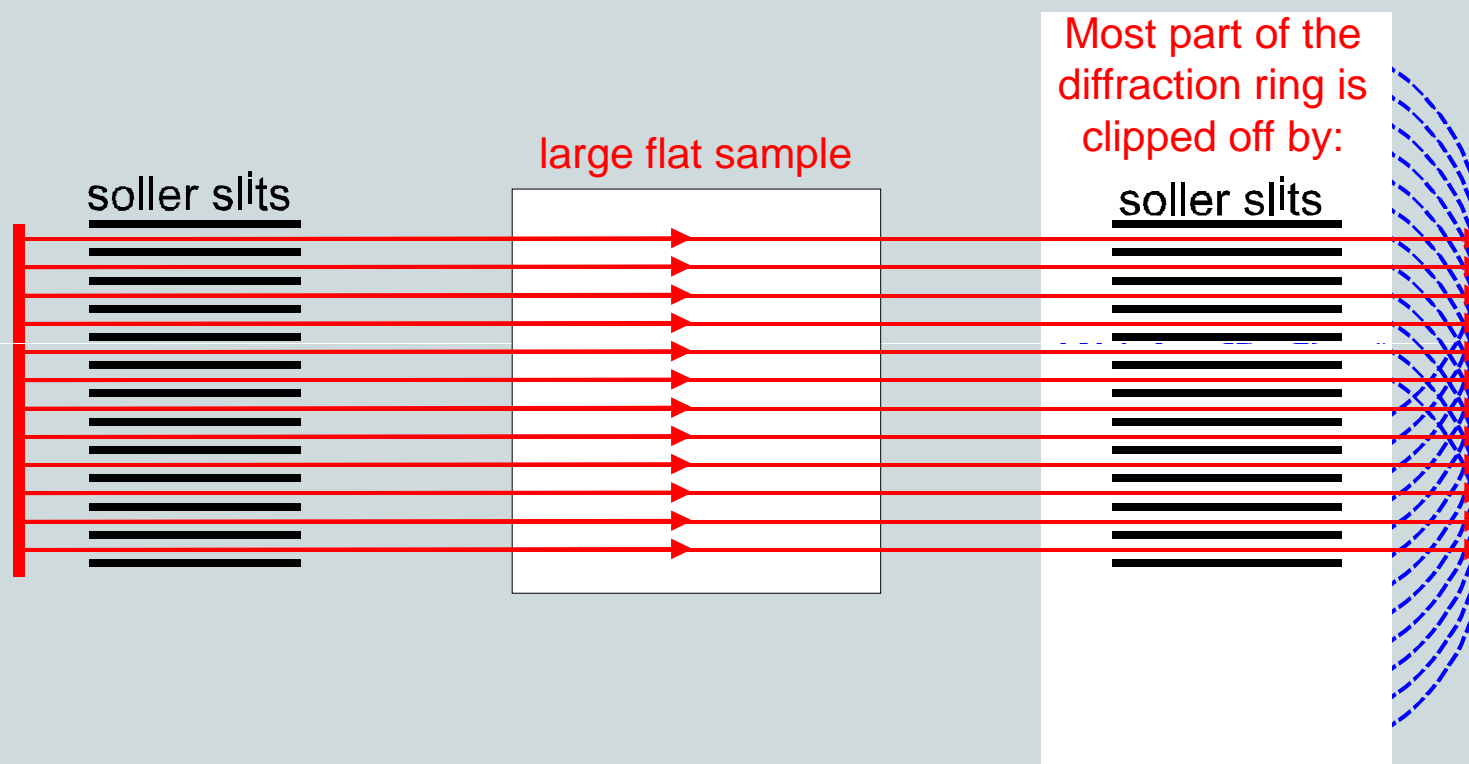 soller slits
large flat sample
Most part of the
diffraction ring is
clipped off by:
soller slits